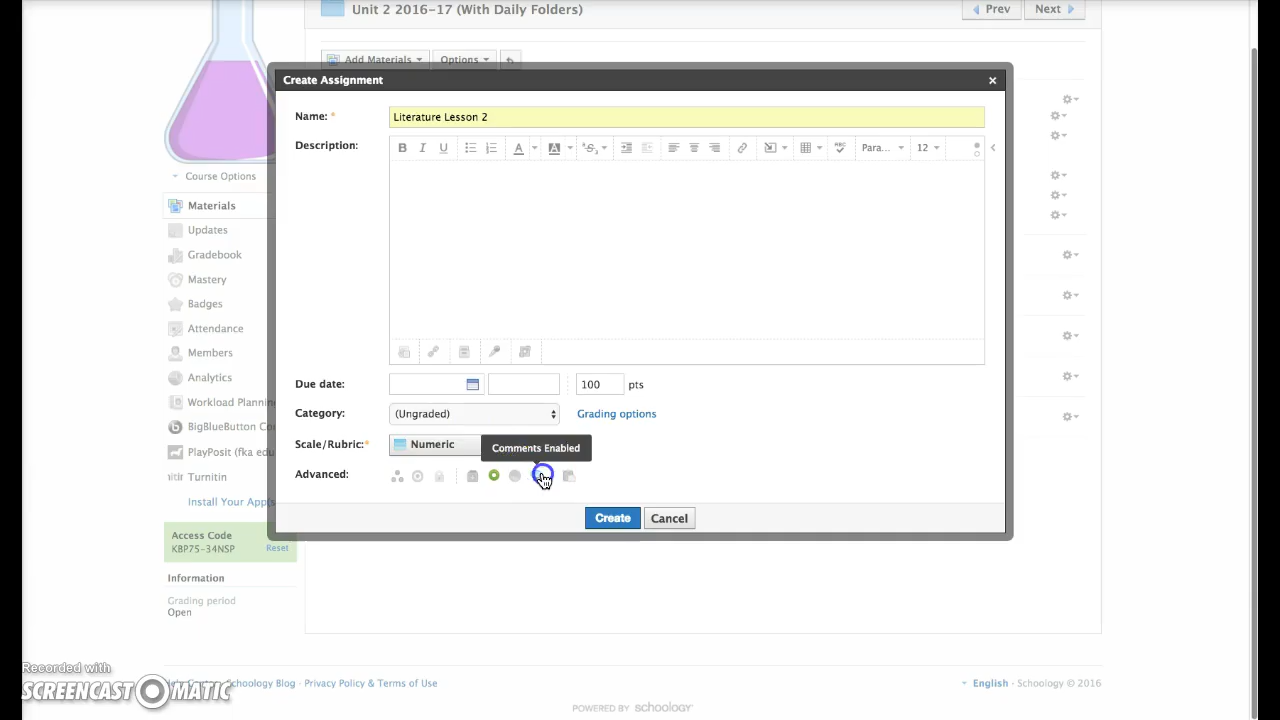 Unit 2 2016-17 (With Daily Folders)
Prev
Next
Add Materials
Options
Create Assignment
Name: *
Literature Lesson 2
Description:
B I U
A
A
ABC
Para...
12
Course Options
Materials
Updates
Gradebook
Mastery
Badges
Attendance
Members
Analytics
Workload Planning
BigBlueButton Co
PlayPosit (fka edu
Turnitin
Install Your App(s
Access Code
KBP7S-34NSP
Reset
Information
Grading period
Open
Due date:
100
pts
Category:
(Ungraded)
Grading options
Scale/Rubric:*
Numeric
Comments Enabled
Advanced:
Create
Cancel
Recorded with
SCREENCAST O MATIC
Schoology Blog · Privacy Policy & Terms of Use
English · Schoology © 2016
POWERED BY schoology